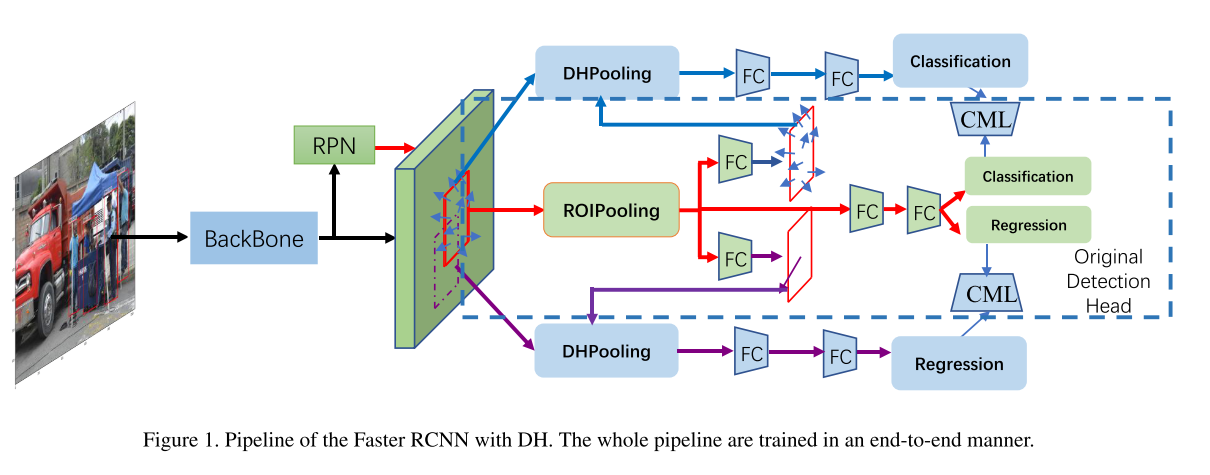 DHPooling
FC
FC
Classification
CML
RPN
FC
Classification
BackBone
ROIPooling
FC
FC
Regression
FC
Original
Detection
Head
CML
DHPooling
FC
FC
Regression
Figure 1. Pipeline of the Faster RCNN with DH. The whole pipeline are trained in an end-to-end manner.